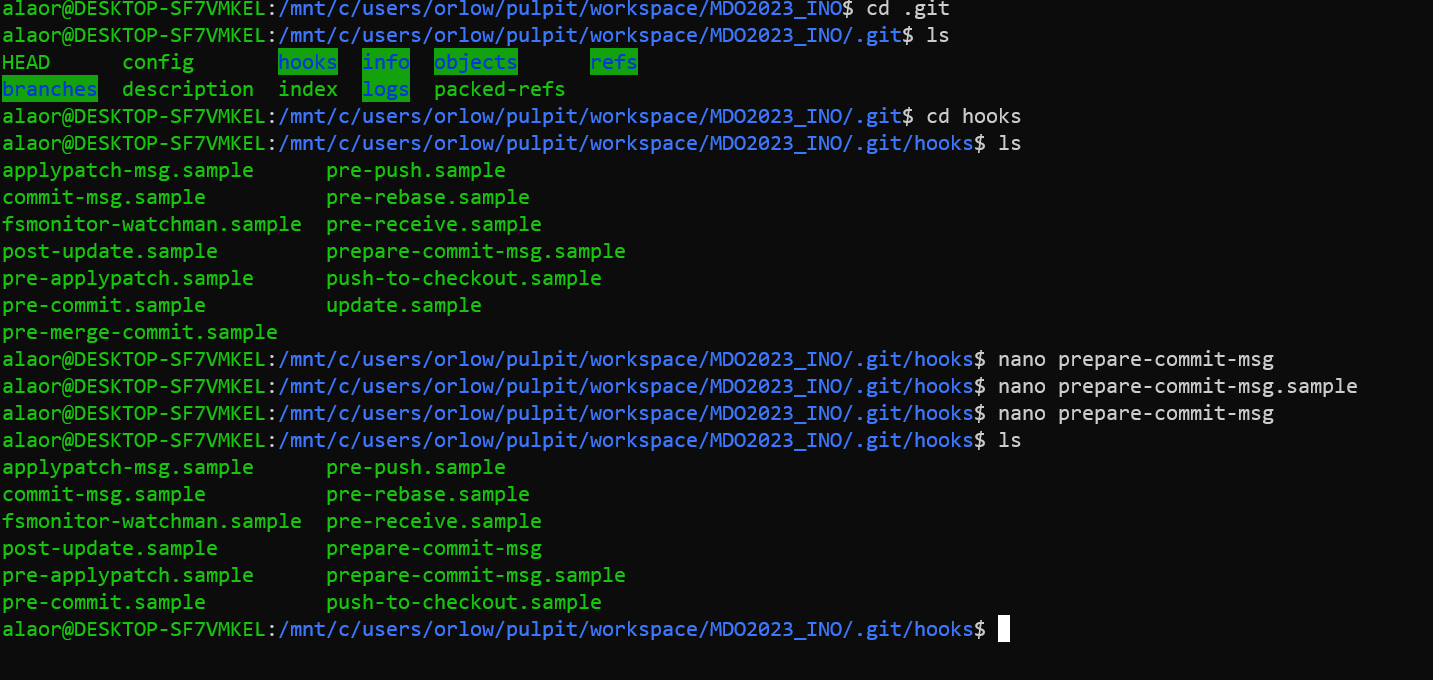 alaor@DESKTOP-SF7VMKEL:/mnt/c/users/orlow/pulpit/workspace/MDO2023_INO$ cd .git
alaor@DESKTOP-SF7VMKEL:/mnt/c/users/orlow/pulpit/workspace/MDO2023_INO/.git$ ls
HEAD      config       hooks  info  objects      refs
branches  description  index  logs  packed-refs
alaor@DESKTOP-SF7VMKEL:/mnt/c/users/orlow/pulpit/workspace/MDO2023_INO/.git$ cd hooks
alaor@DESKTOP-SF7VMKEL:/mnt/c/users/orlow/pulpit/workspace/MDO2023_INO/.git/hooks$ ls
applypatch-msg.sample      pre-push.sample
commit-msg.sample          pre-rebase.sample
fsmonitor-watchman.sample  pre-receive.sample
post-update.sample         prepare-commit-msg.sample
pre-applypatch.sample      push-to-checkout.sample
pre-commit.sample          update.sample
pre-merge-commit.sample
alaor@DESKTOP-SF7VMKEL:/mnt/c/users/orlow/pulpit/workspace/MDO2023_INO/.git/hooks$ nano prepare-commit-msg
alaor@DESKTOP-SF7VMKEL:/mnt/c/users/orlow/pulpit/workspace/MDO2023_INO/.git/hooks$ nano prepare-commit-msg.sample
alaor@DESKTOP-SF7VMKEL:/mnt/c/users/orlow/pulpit/workspace/MDO2023_INO/.git/hooks$ nano prepare-commit-msg
alaor@DESKTOP-SF7VMKEL:/mnt/c/users/orlow/pulpit/workspace/MDO2023_INO/.git/hooks$ ls
applypatch-msg.sample      pre-push.sample
commit-msg.sample          pre-rebase.sample
fsmonitor-watchman.sample  pre-receive.sample
post-update.sample         prepare-commit-msg
pre-applypatch.sample      prepare-commit-msg.sample
pre-commit.sample          push-to-checkout.sample
alaor@DESKTOP-SF7VMKEL:/mnt/c/users/orlow/pulpit/workspace/MDO2023_INO/.git/hooks$